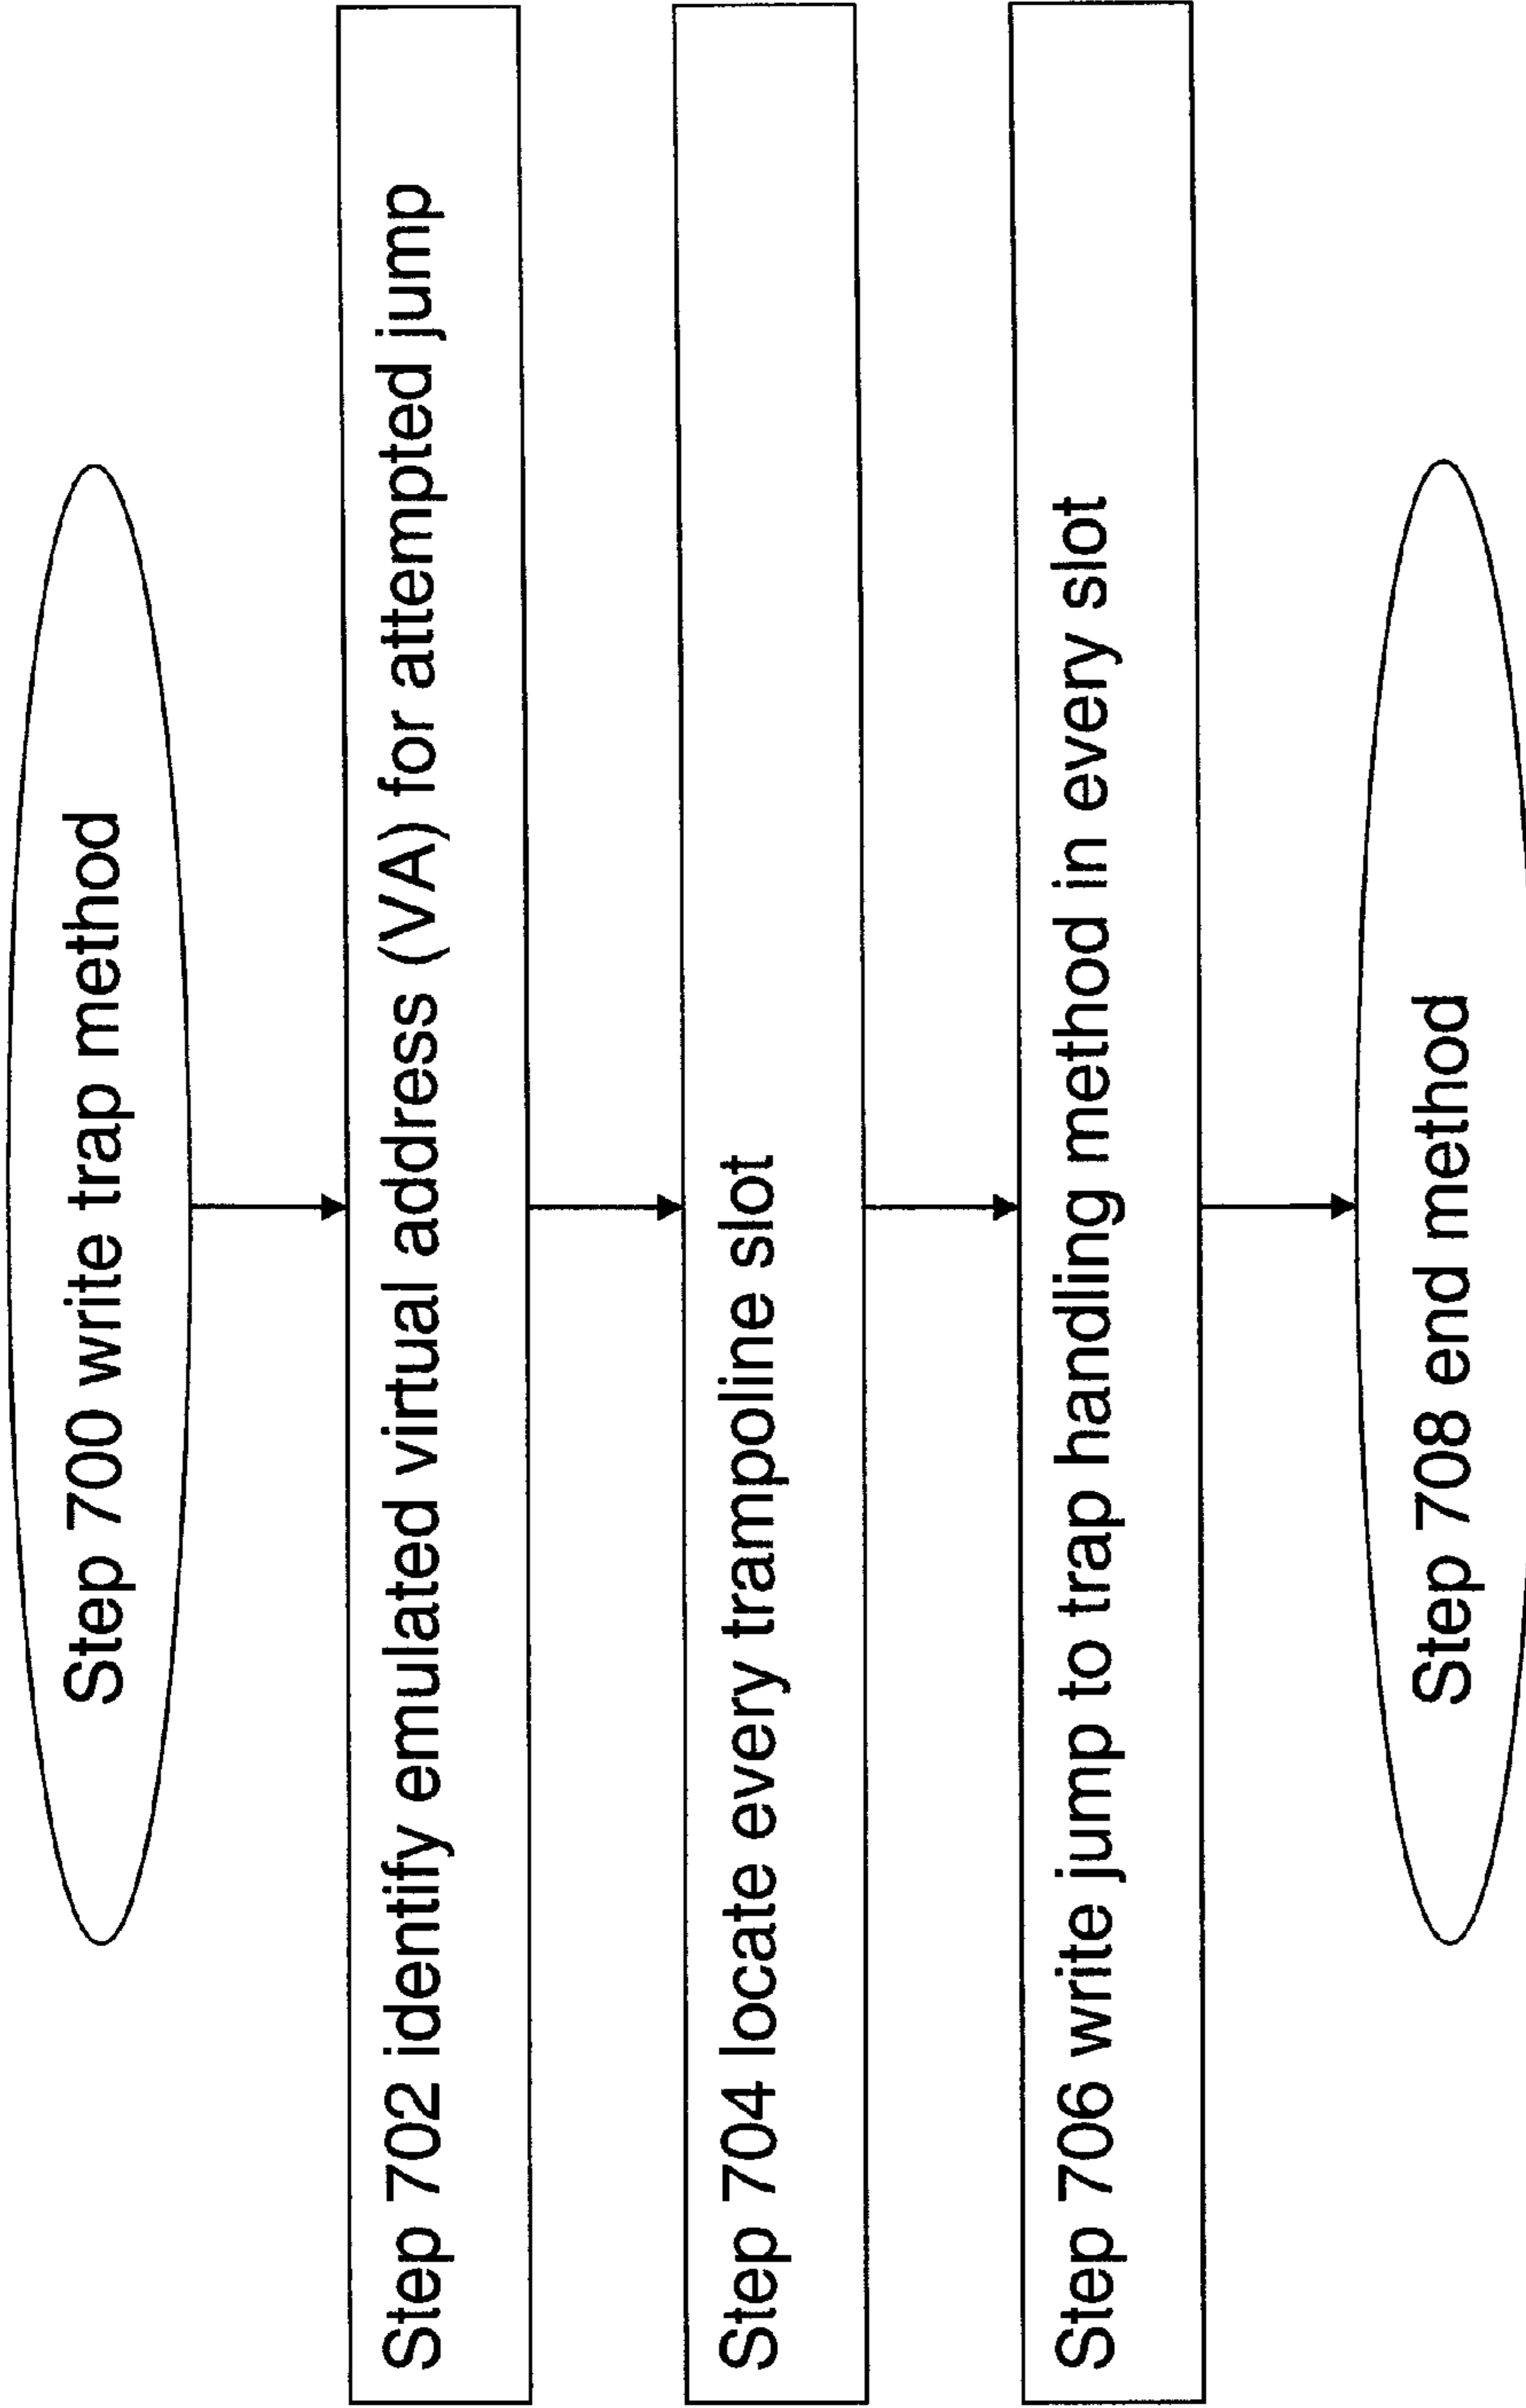 Step 700 write trap method
Step 702 identify emulated virtual address (VA) for attempted jump
Step 704 locate every trampoline slot
Step 706 write jump to trap handling method in every slot
Step 708 end method